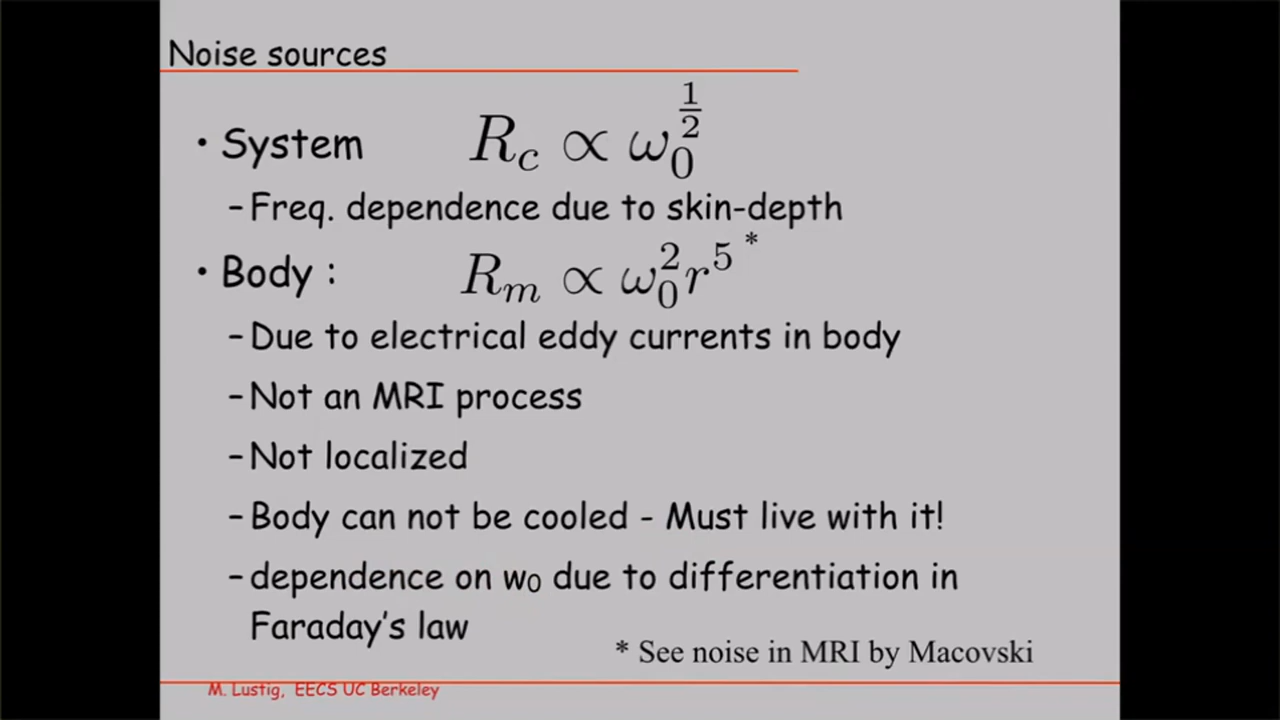 Noise sources
• System R_c ∝ ω_0^{1/2}
– Freq. dependence due to skin-depth
• Body : R_m ∝ ω_0^2 r^5 *
– Due to electrical eddy currents in body
– Not an MRI process
– Not localized
– Body can not be cooled - Must live with it!
– dependence on w0 due to differentiation in
Faraday's law
* See noise in MRI by Macovski
M. Lustig, EECS UC Berkeley